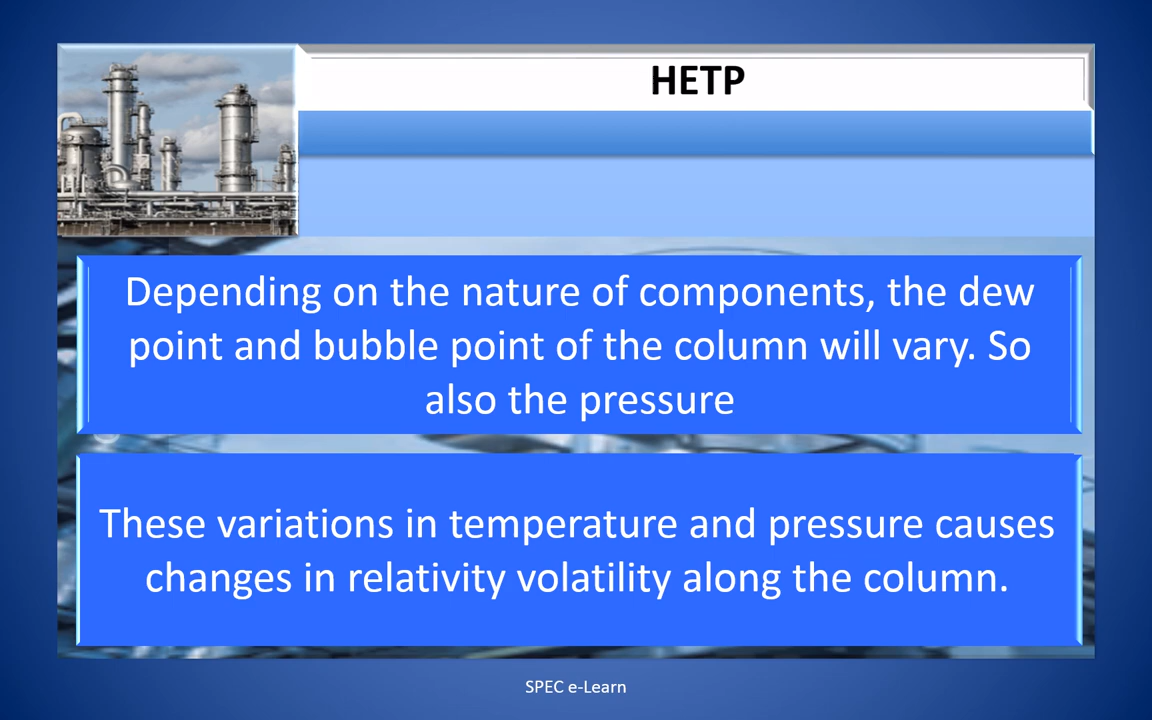 HETP
Depending on the nature of components, the dew
point and bubble point of the column will vary. So
also the pressure
These variations in temperature and pressure causes
changes in relativity volatility along the column.
SPEC e-Learn